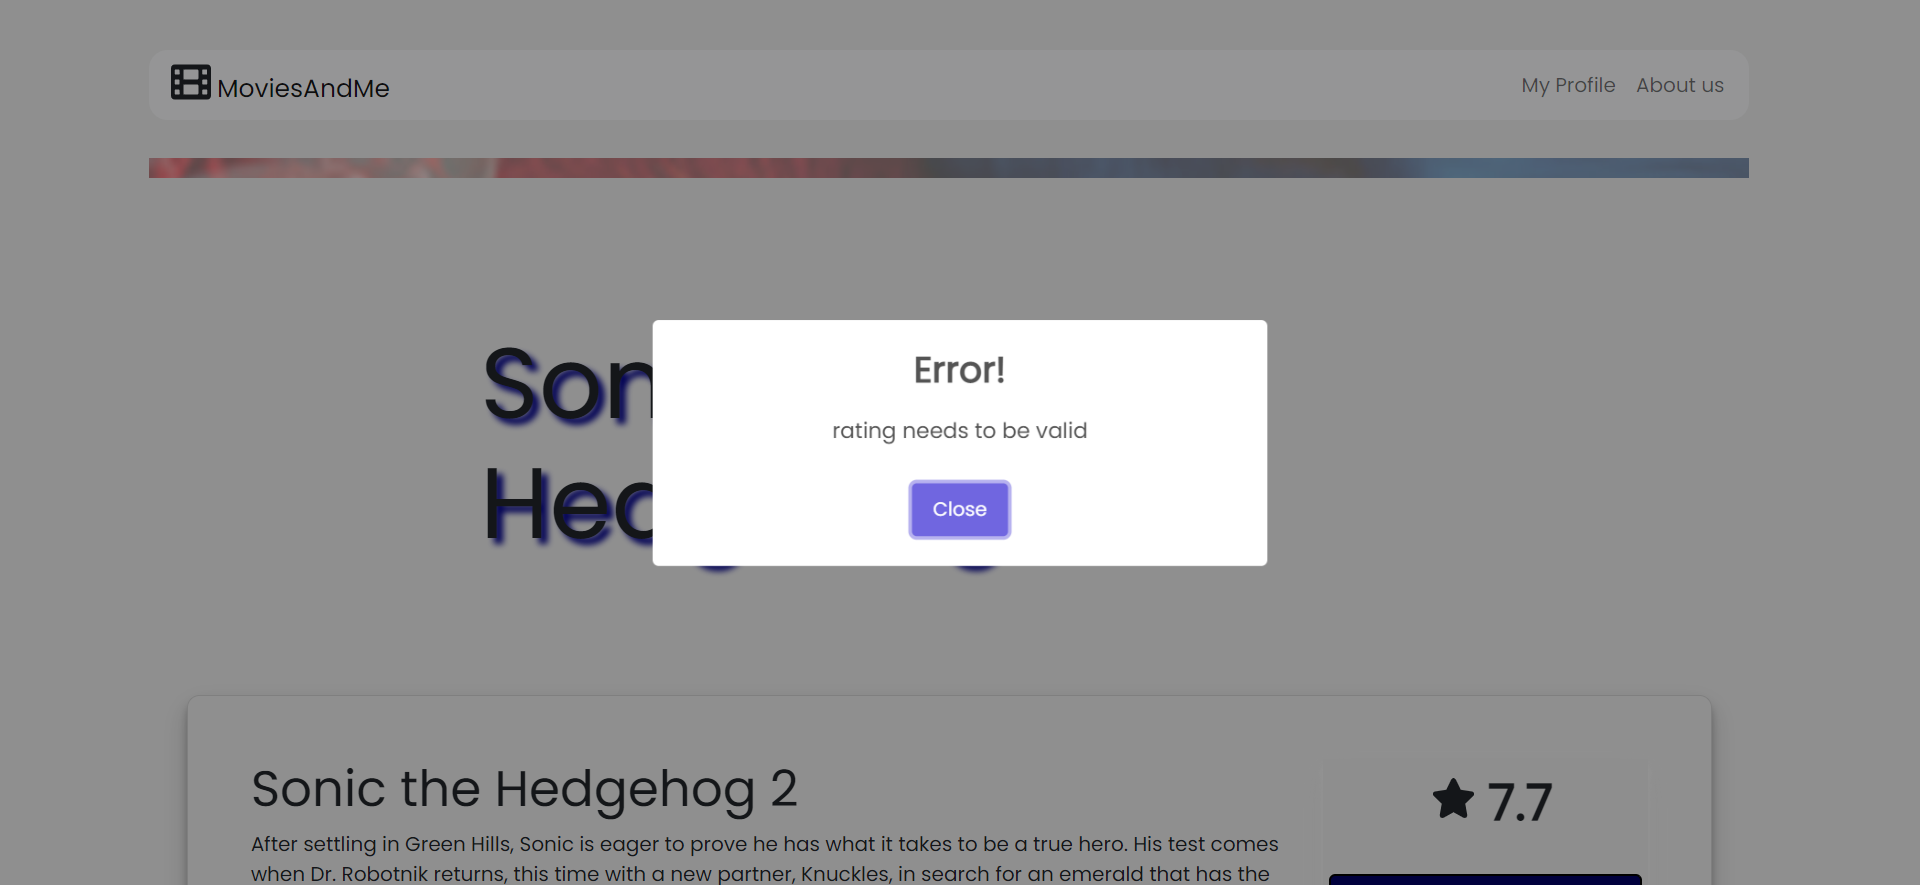 MoviesAndMe
My Profile
About us
Error!
rating needs to be valid
Close
Sonic the Hedgehog 2
7.7
After settling in Green Hills, Sonic is eager to prove he has what it takes to be a true hero. His test comes
when Dr. Robotnik returns, this time with a new partner, Knuckles, in search for an emerald that has the